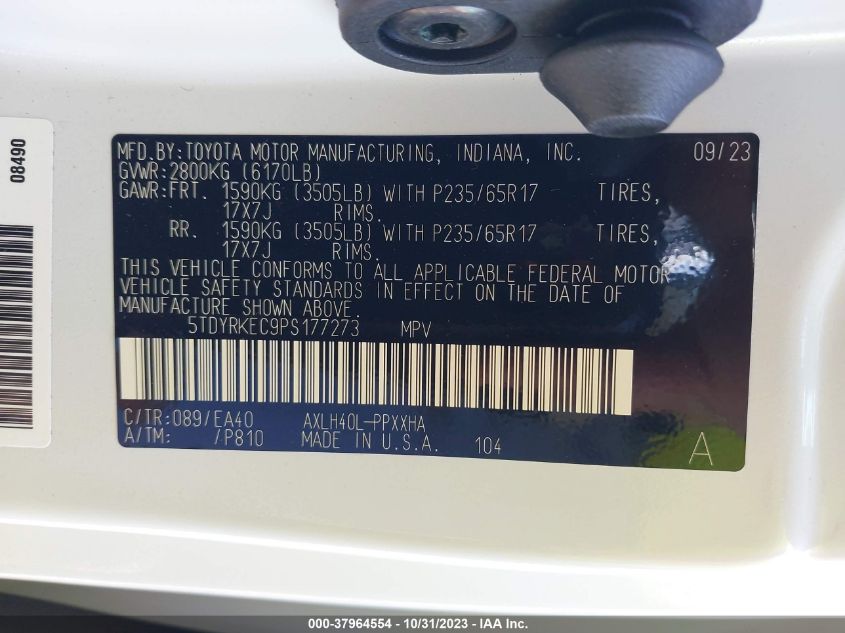 08490
MFD.BY:TOYOTA MOTOR MANUFACTURING, INDIANA, INC. 09/23
GVWR:2800KG (6170LB)
GAWR:FRT. 1590KG (3505LB) WITH P235/65R17 TIRES,
17X7J RIMS.
RR. 1590KG (3505LB) WITH P235/65R17 TIRES,
17X7J RIMS.
THIS VEHICLE CONFORMS TO ALL APPLICABLE FEDERAL MOTOR
VEHICLE SAFETY STANDARDS IN EFFECT ON THE DATE OF
MANUFACTURE SHOWN ABOVE.
5TDYRKEC9PS177273 MPV
C/TR:089/EA40 AXLH40L-PPXXHA
A/TM: /P810 MADE IN U.S.A. 104 A
000-37964554 - 10/31/2023 - IAA Inc.